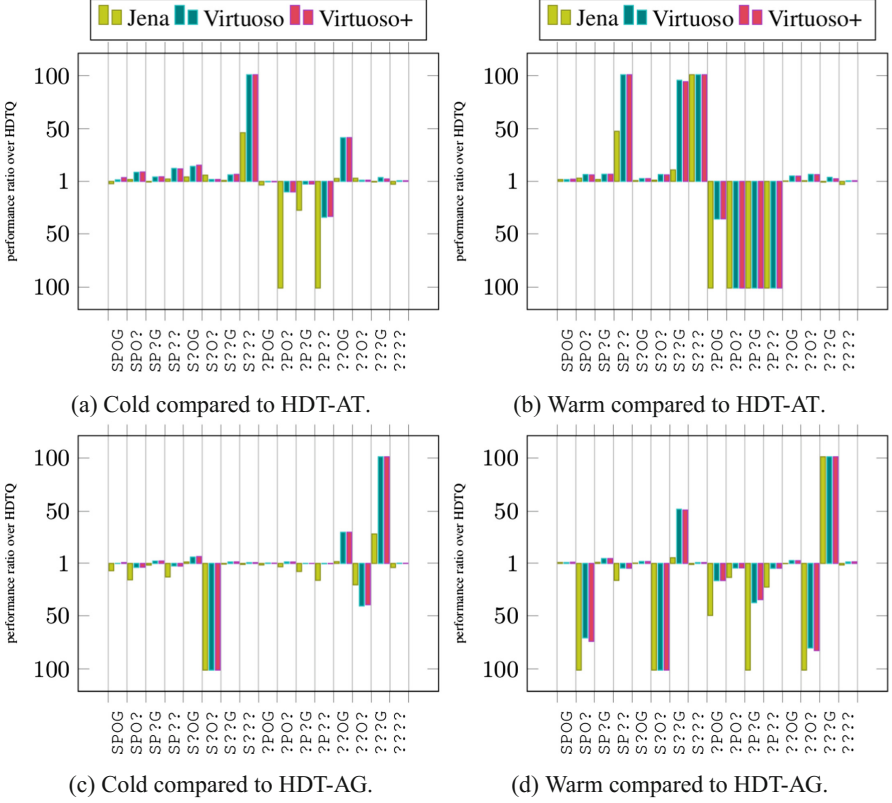 Jena Virtuoso Virtuoso+
Jena Virtuoso Virtuoso+
performance ratio over HDTQ
100
50
1
50
100
SPOG SPO? SP?G SP?? S?OG S?O? S??G S??? ?POG ?PO? ?P?G ?P?? ??OG ??O? ???G ????
(a) Cold compared to HDT-AT.
performance ratio over HDTQ
100
50
1
50
100
SPOG SPO? SP?G SP?? S?OG S?O? S??G S??? ?POG ?PO? ?P?G ?P?? ??OG ??O? ???G ????
(b) Warm compared to HDT-AT.
performance ratio over HDTQ
100
50
1
50
100
SPOG SPO? SP?G SP?? S?OG S?O? S??G S??? ?POG ?PO? ?P?G ?P?? ??OG ??O? ???G ????
(c) Cold compared to HDT-AG.
performance ratio over HDTQ
100
50
1
50
100
SPOG SPO? SP?G SP?? S?OG S?O? S??G S??? ?POG ?PO? ?P?G ?P?? ??OG ??O? ???G ????
(d) Warm compared to HDT-AG.